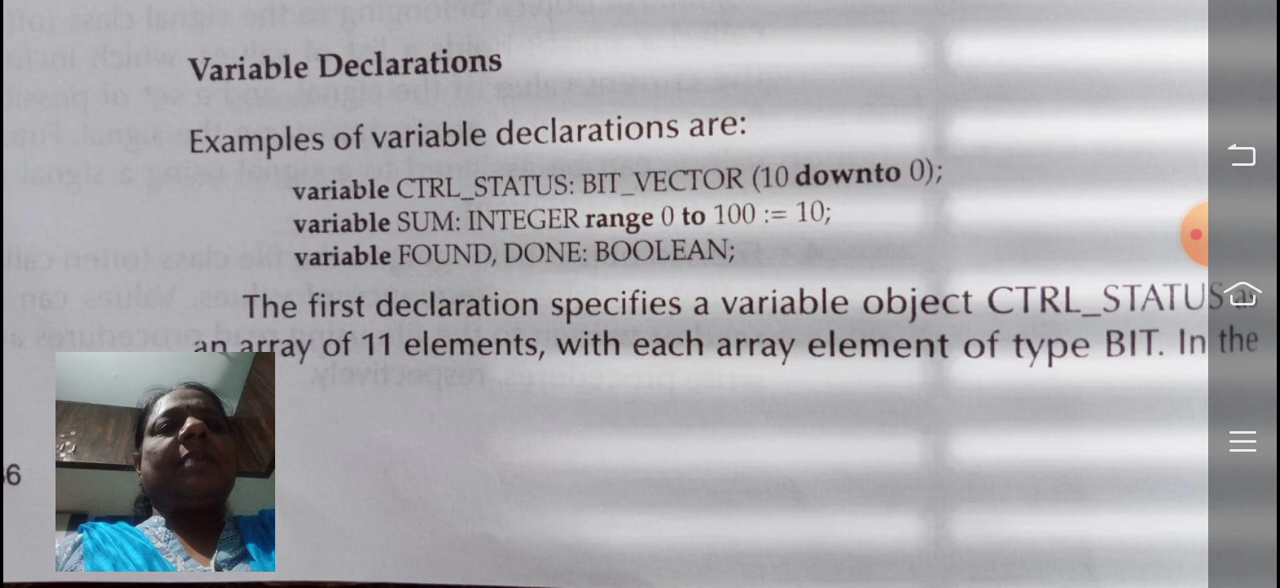 Variable Declarations
Examples of variable declarations are:
variable CTRL_STATUS: BIT_VECTOR (10 downto 0);
variable SUM: INTEGER range 0 to 100 := 10;
variable FOUND, DONE: BOOLEAN;
The first declaration specifies a variable object CTRL_STATUS
an array of 11 elements, with each array element of type BIT. In the